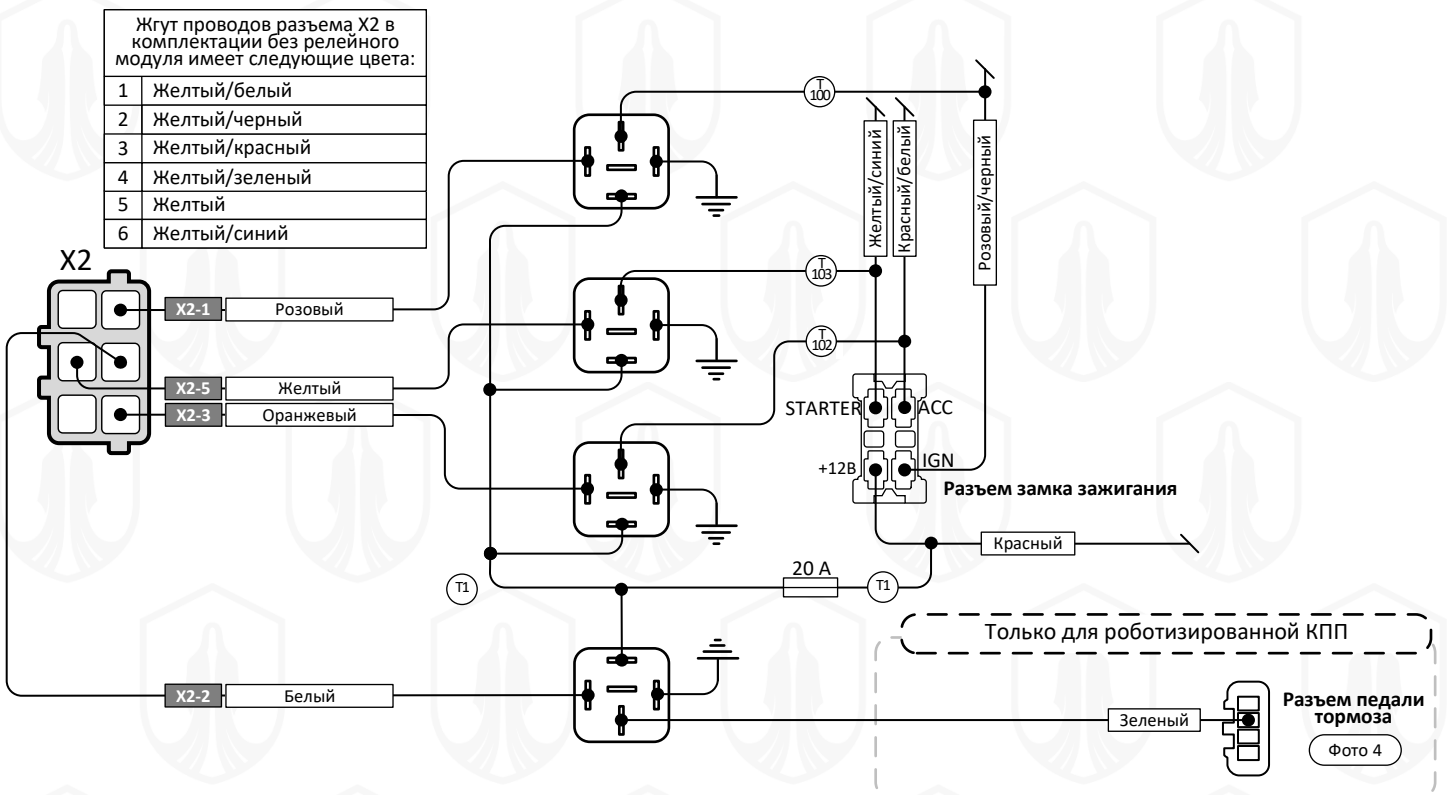 Жгут проводов разъема X2 в
комплектации без релейного
модуля имеет следующие цвета:
1 Желтый/белый
2 Желтый/черный
3 Желтый/красный
4 Желтый/зеленый
5 Желтый
6 Желтый/синий
X2
X2-1 Розовый
X2-5 Желтый
X2-3 Оранжевый
X2-2 Белый
T
100
T
103
T
102
Желтый/синий
Красный/белый
Розовый/черный
STARTER
ACC
+12В
IGN
Разъем замка зажигания
Красный
20 А
T1
T1
Только для роботизированной КПП
Зеленый
Разъем педали
тормоза
Фото 4